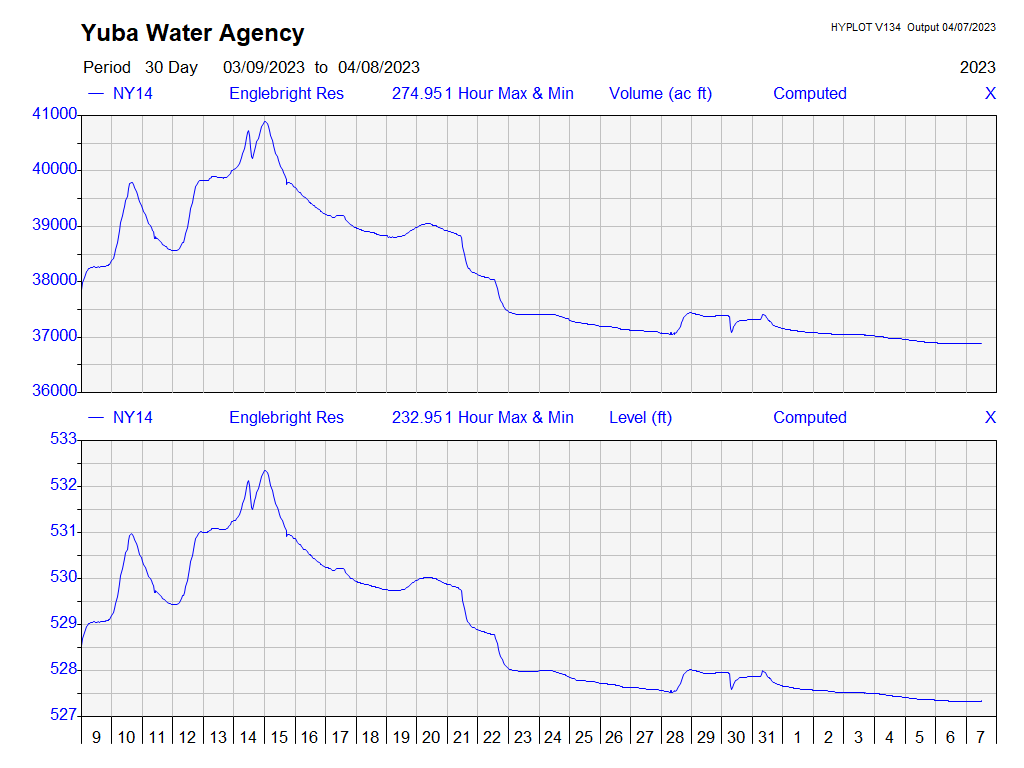 Yuba Water Agency
HYPLOT V134 Output 04/07/2023
Period 30 Day 03/09/2023 to 04/08/2023 2023
NY14 Englebright Res 274.951 Hour Max & Min Volume (ac ft) Computed X
41000
40000
39000
38000
37000
36000
NY14 Englebright Res 232.951 Hour Max & Min Level (ft) Computed X
533
532
531
530
529
528
527
9 10 11 12 13 14 15 16 17 18 19 20 21 22 23 24 25 26 27 28 29 30 31 1 2 3 4 5 6 7